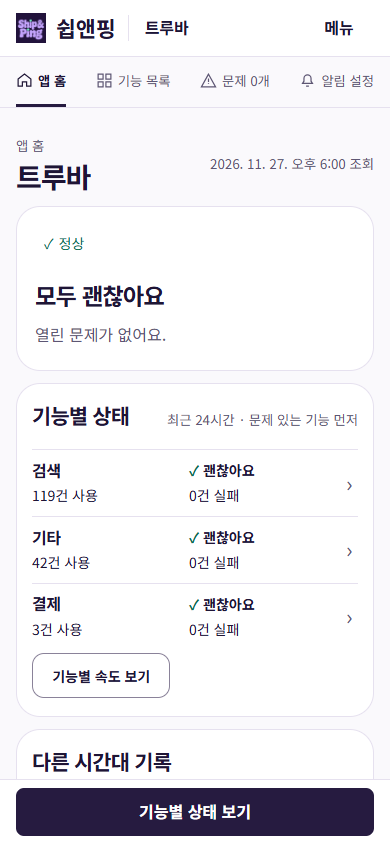 Ship& Ping 쉽앤핑 트루바 메뉴
앱 홈 기능 목록 문제 0개 알림 설정
앱 홈
트루바
2026. 11. 27. 오후 6:00 조회
✓ 정상
모두 괜찮아요
열린 문제가 없어요.
기능별 상태 최근 24시간 · 문제 있는 기능 먼저
검색 ✓ 괜찮아요
119건 사용 0건 실패
기타 ✓ 괜찮아요
42건 사용 0건 실패
결제 ✓ 괜찮아요
3건 사용 0건 실패
기능별 속도 보기
다른 시간대 기록
기능별 상태 보기